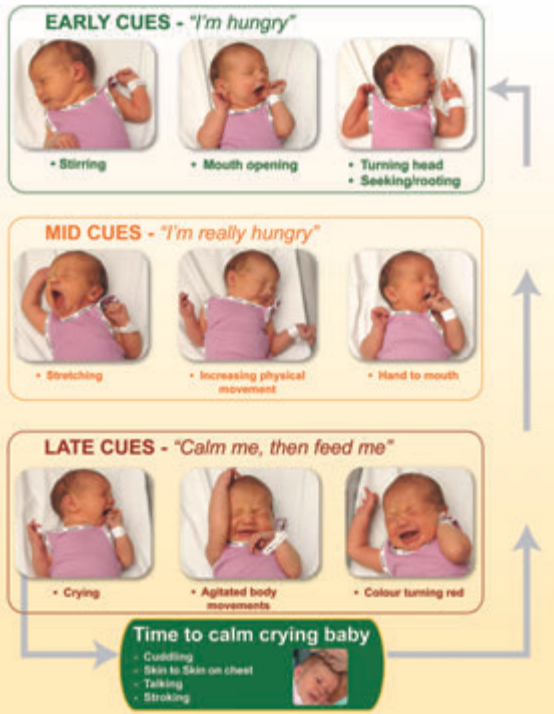 EARLY CUES - "I'm hungry"
• Stirring
• Mouth opening
• Turning head
• Seeking/rooting
MID CUES - "I'm really hungry"
• Stretching
• Increasing physical
movement
• Hand to mouth
LATE CUES - "Calm me, then feed me"
• Crying
• Agitated body
movements
• Colour turning red
Time to calm crying baby
- Cuddling
- Skin to Skin on chest
- Talking
- Stroking